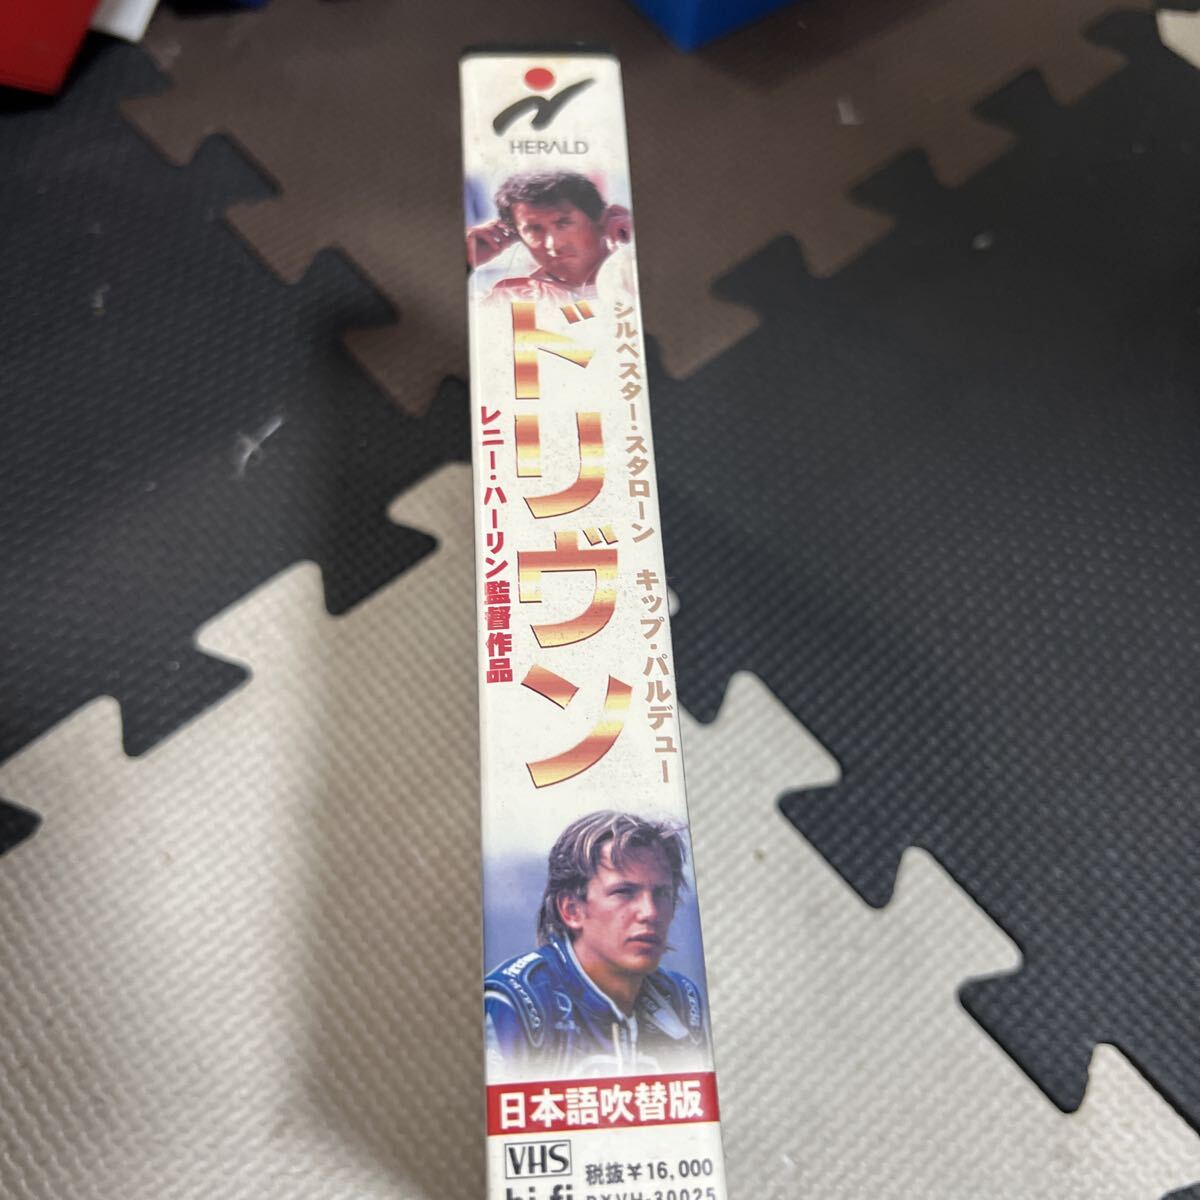 HERALD
シルベスター・スタローン キップ・パルデュー
ドリヴン
レニー・ハーリン監督作品
日本語吹替版
VHS
hi-fi
税抜¥16,000
PXVH-30025